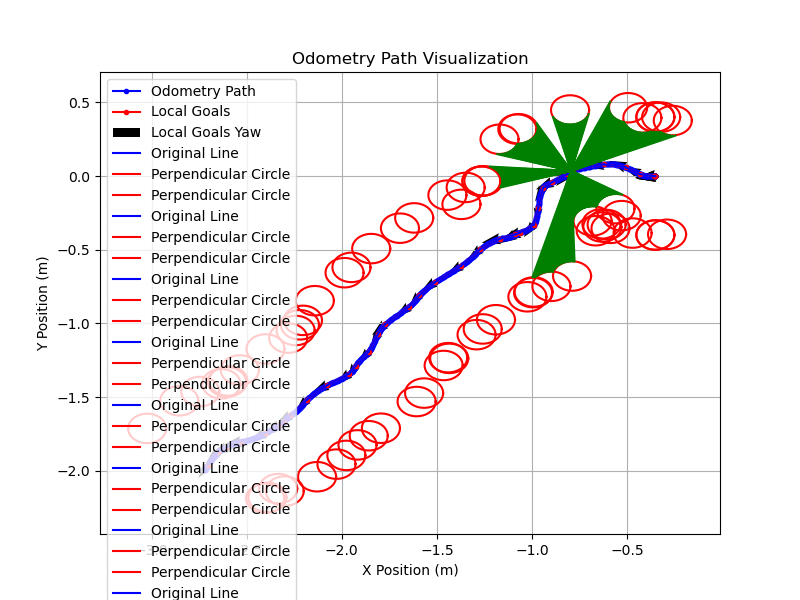 Odometry Path Visualization
Y Position (m)
0.5
0.0
−0.5
−1.0
−1.5
−2.0
Odometry Path
Local Goals
Local Goals Yaw
Original Line
Perpendicular Circle
Perpendicular Circle
Original Line
Perpendicular Circle
Perpendicular Circle
Original Line
Perpendicular Circle
Perpendicular Circle
Original Line
Perpendicular Circle
Perpendicular Circle
Original Line
Perpendicular Circle
Perpendicular Circle
Original Line
Perpendicular Circle
Perpendicular Circle
Original Line
Perpendicular Circle
Perpendicular Circle
Original Line
−2.0
−1.5
−1.0
−0.5
X Position (m)